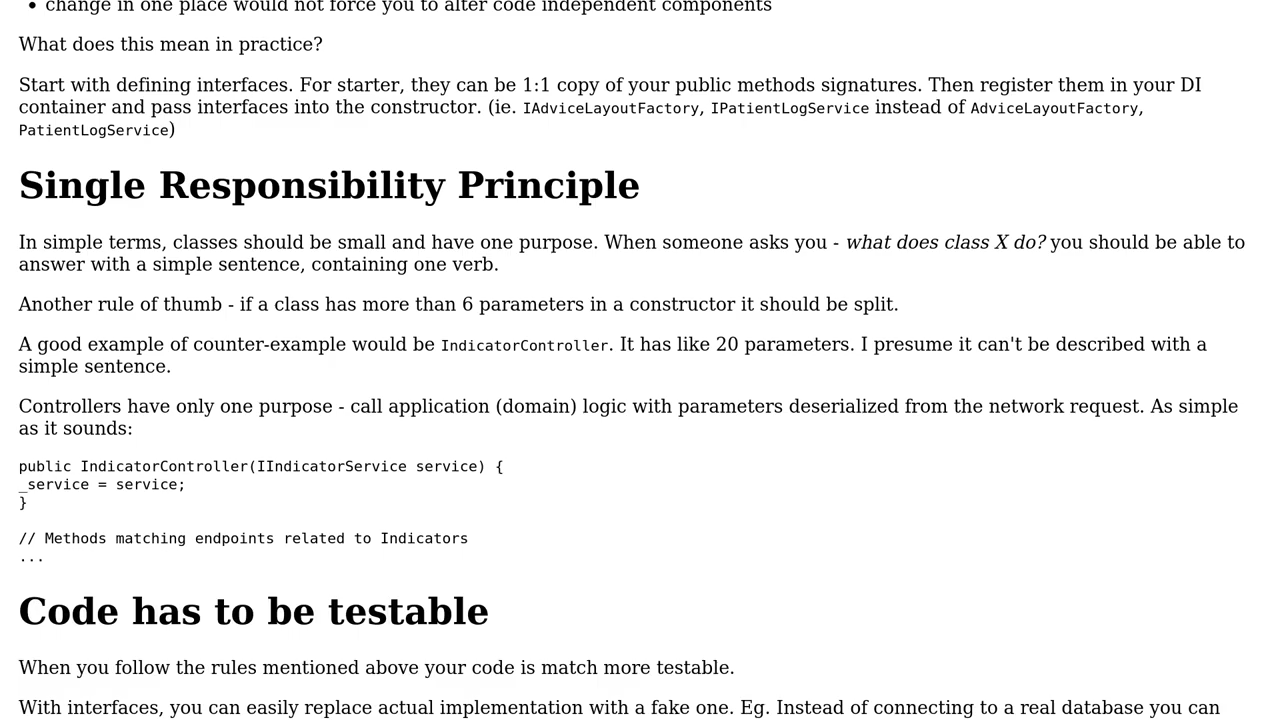 • change in one place would not force you to alter code independent components
What does this mean in practice?
Start with defining interfaces. For starter, they can be 1:1 copy of your public methods signatures. Then register them in your DI
container and pass interfaces into the constructor. (ie. IAdviceLayoutFactory, IPatientLogService instead of AdviceLayoutFactory,
PatientLogService)
Single Responsibility Principle
In simple terms, classes should be small and have one purpose. When someone asks you - what does class X do? you should be able to
answer with a simple sentence, containing one verb.
Another rule of thumb - if a class has more than 6 parameters in a constructor it should be split.
A good example of counter-example would be IndicatorController. It has like 20 parameters. I presume it can't be described with a
simple sentence.
Controllers have only one purpose - call application (domain) logic with parameters deserialized from the network request. As simple
as it sounds:
public IndicatorController(IIndicatorService service) {
_service = service;
}
// Methods matching endpoints related to Indicators
...
Code has to be testable
When you follow the rules mentioned above your code is match more testable.
With interfaces, you can easily replace actual implementation with a fake one. Eg. Instead of connecting to a real database you can